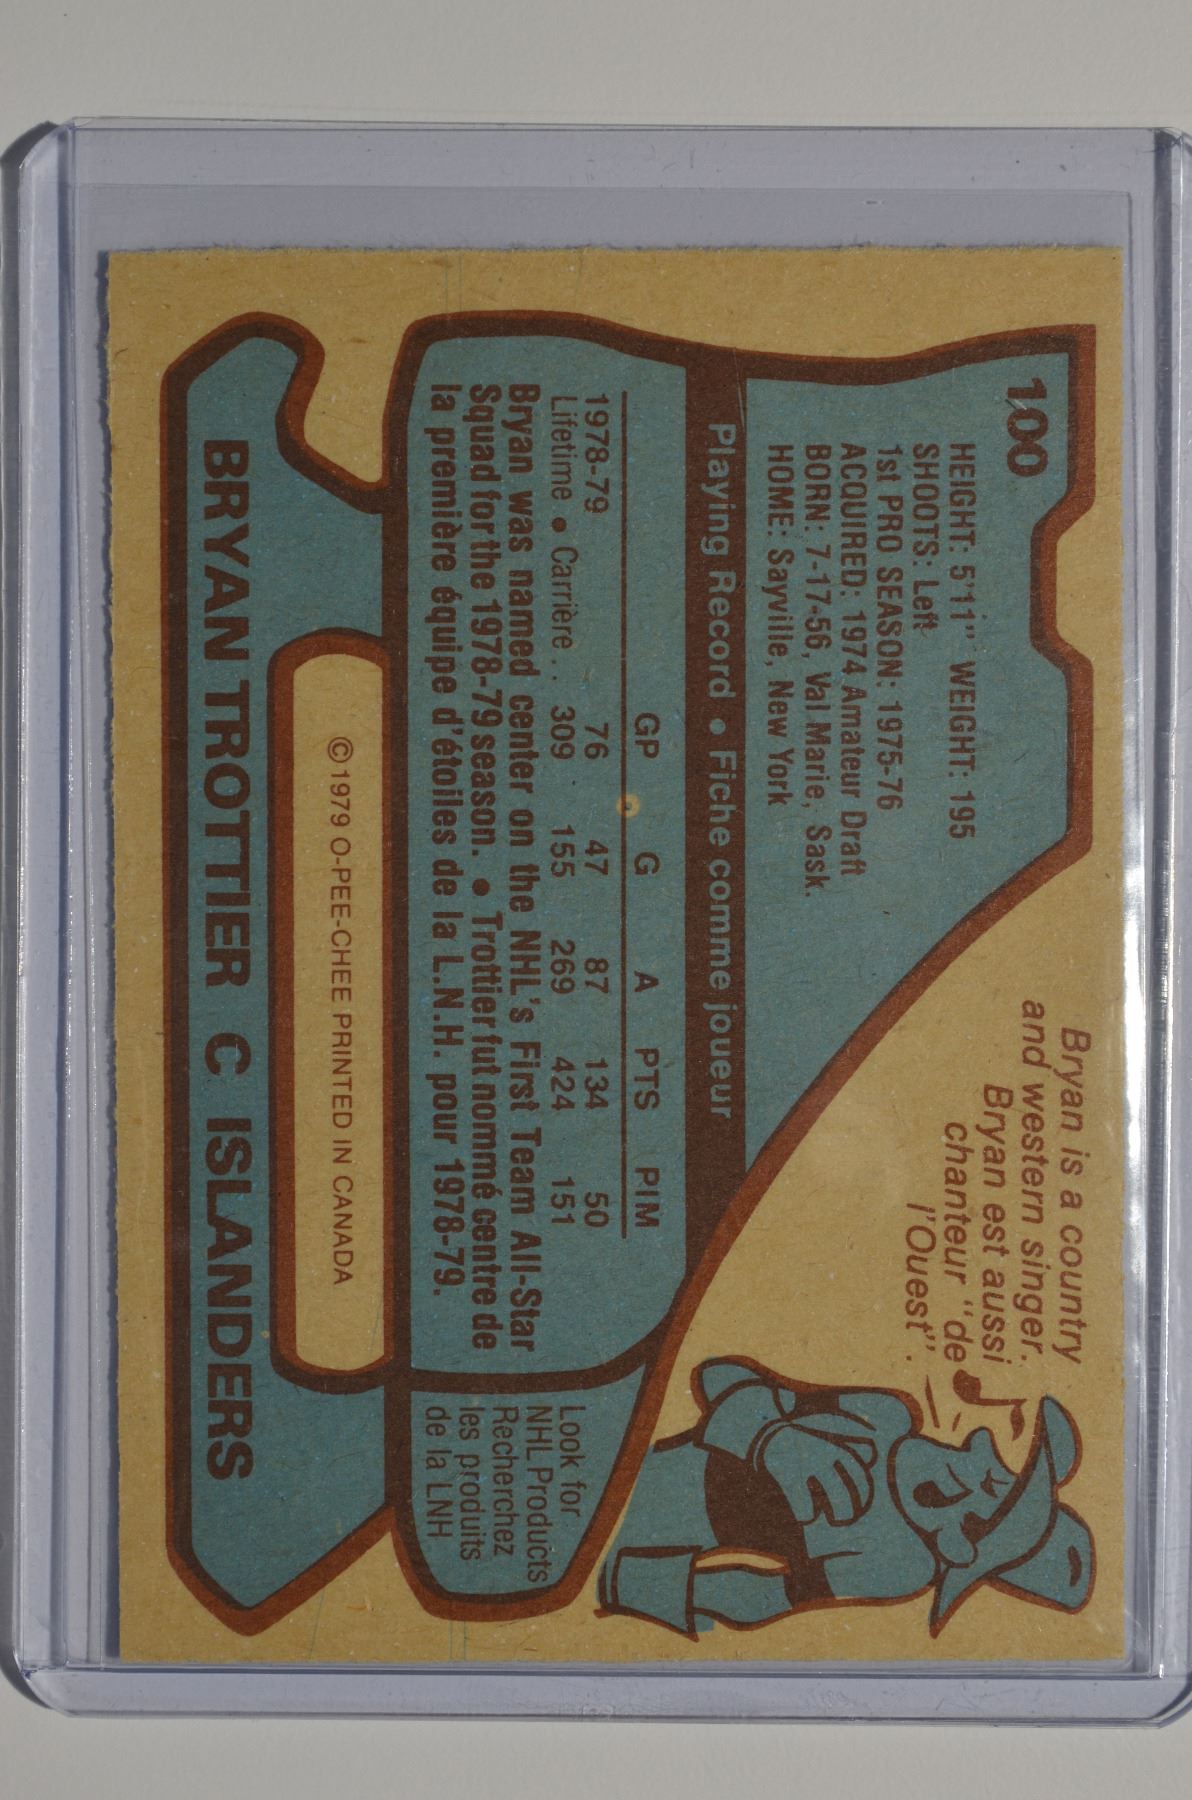 100
HEIGHT: 5'11" WEIGHT: 195
SHOOTS: Left
1st PRO SEASON: 1975-76
ACQUIRED: 1974 Amateur Draft
BORN: 7-17-56, Val Marie, Sask.
HOME: Sayville, New York
Bryan is a country
and western singer.
Bryan est aussi
chanteur "de
l'Ouest".
Playing Record • Fiche comme joueur
GP G A PTS PIM
1978-79 76 47 87 134 50
Lifetime • Carrière . . 309 155 269 424 151
Bryan was named center on the NHL's First Team All-Star
Squad for the 1978-79 season. • Trottier fut nommé centre de
la première équipe d'étoiles de la L.N.H. pour 1978-79.
Look for
NHL Products
Recherchez
les produits
de la LNH
©1979 O-PEE-CHEE PRINTED IN CANADA
BRYAN TROTTIER C ISLANDERS